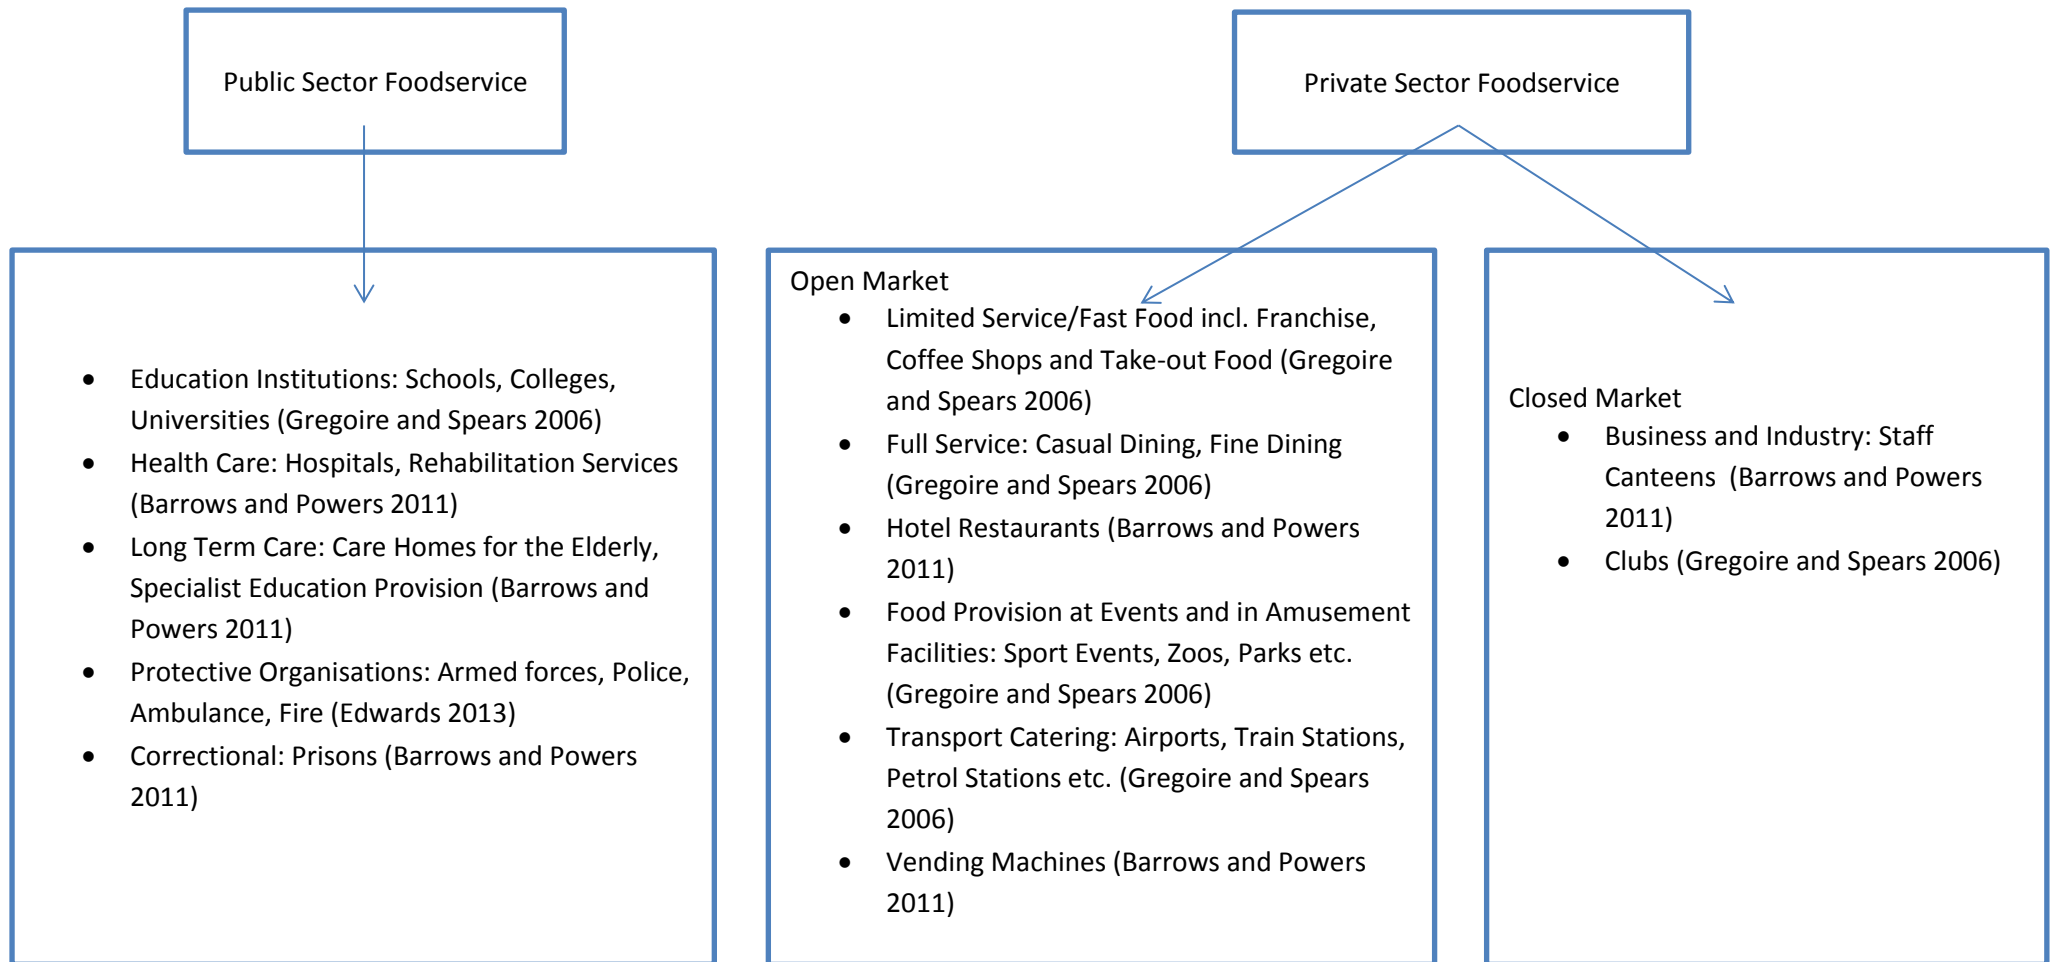 Public Sector Foodservice
Private Sector Foodservice
• Education Institutions: Schools, Colleges,
Universities (Gregoire and Spears 2006)
• Health Care: Hospitals, Rehabilitation Services
(Barrows and Powers 2011)
• Long Term Care: Care Homes for the Elderly,
Specialist Education Provision (Barrows and
Powers 2011)
• Protective Organisations: Armed forces, Police,
Ambulance, Fire (Edwards 2013)
• Correctional: Prisons (Barrows and Powers
2011)
Open Market
• Limited Service/Fast Food incl. Franchise,
Coffee Shops and Take-out Food (Gregoire
and Spears 2006)
• Full Service: Casual Dining, Fine Dining
(Gregoire and Spears 2006)
• Hotel Restaurants (Barrows and Powers
2011)
• Food Provision at Events and in Amusement
Facilities: Sport Events, Zoos, Parks etc.
(Gregoire and Spears 2006)
• Transport Catering: Airports, Train Stations,
Petrol Stations etc. (Gregoire and Spears
2006)
• Vending Machines (Barrows and Powers
2011)
Closed Market
• Business and Industry: Staff
Canteens  (Barrows and Powers
2011)
• Clubs (Gregoire and Spears 2006)